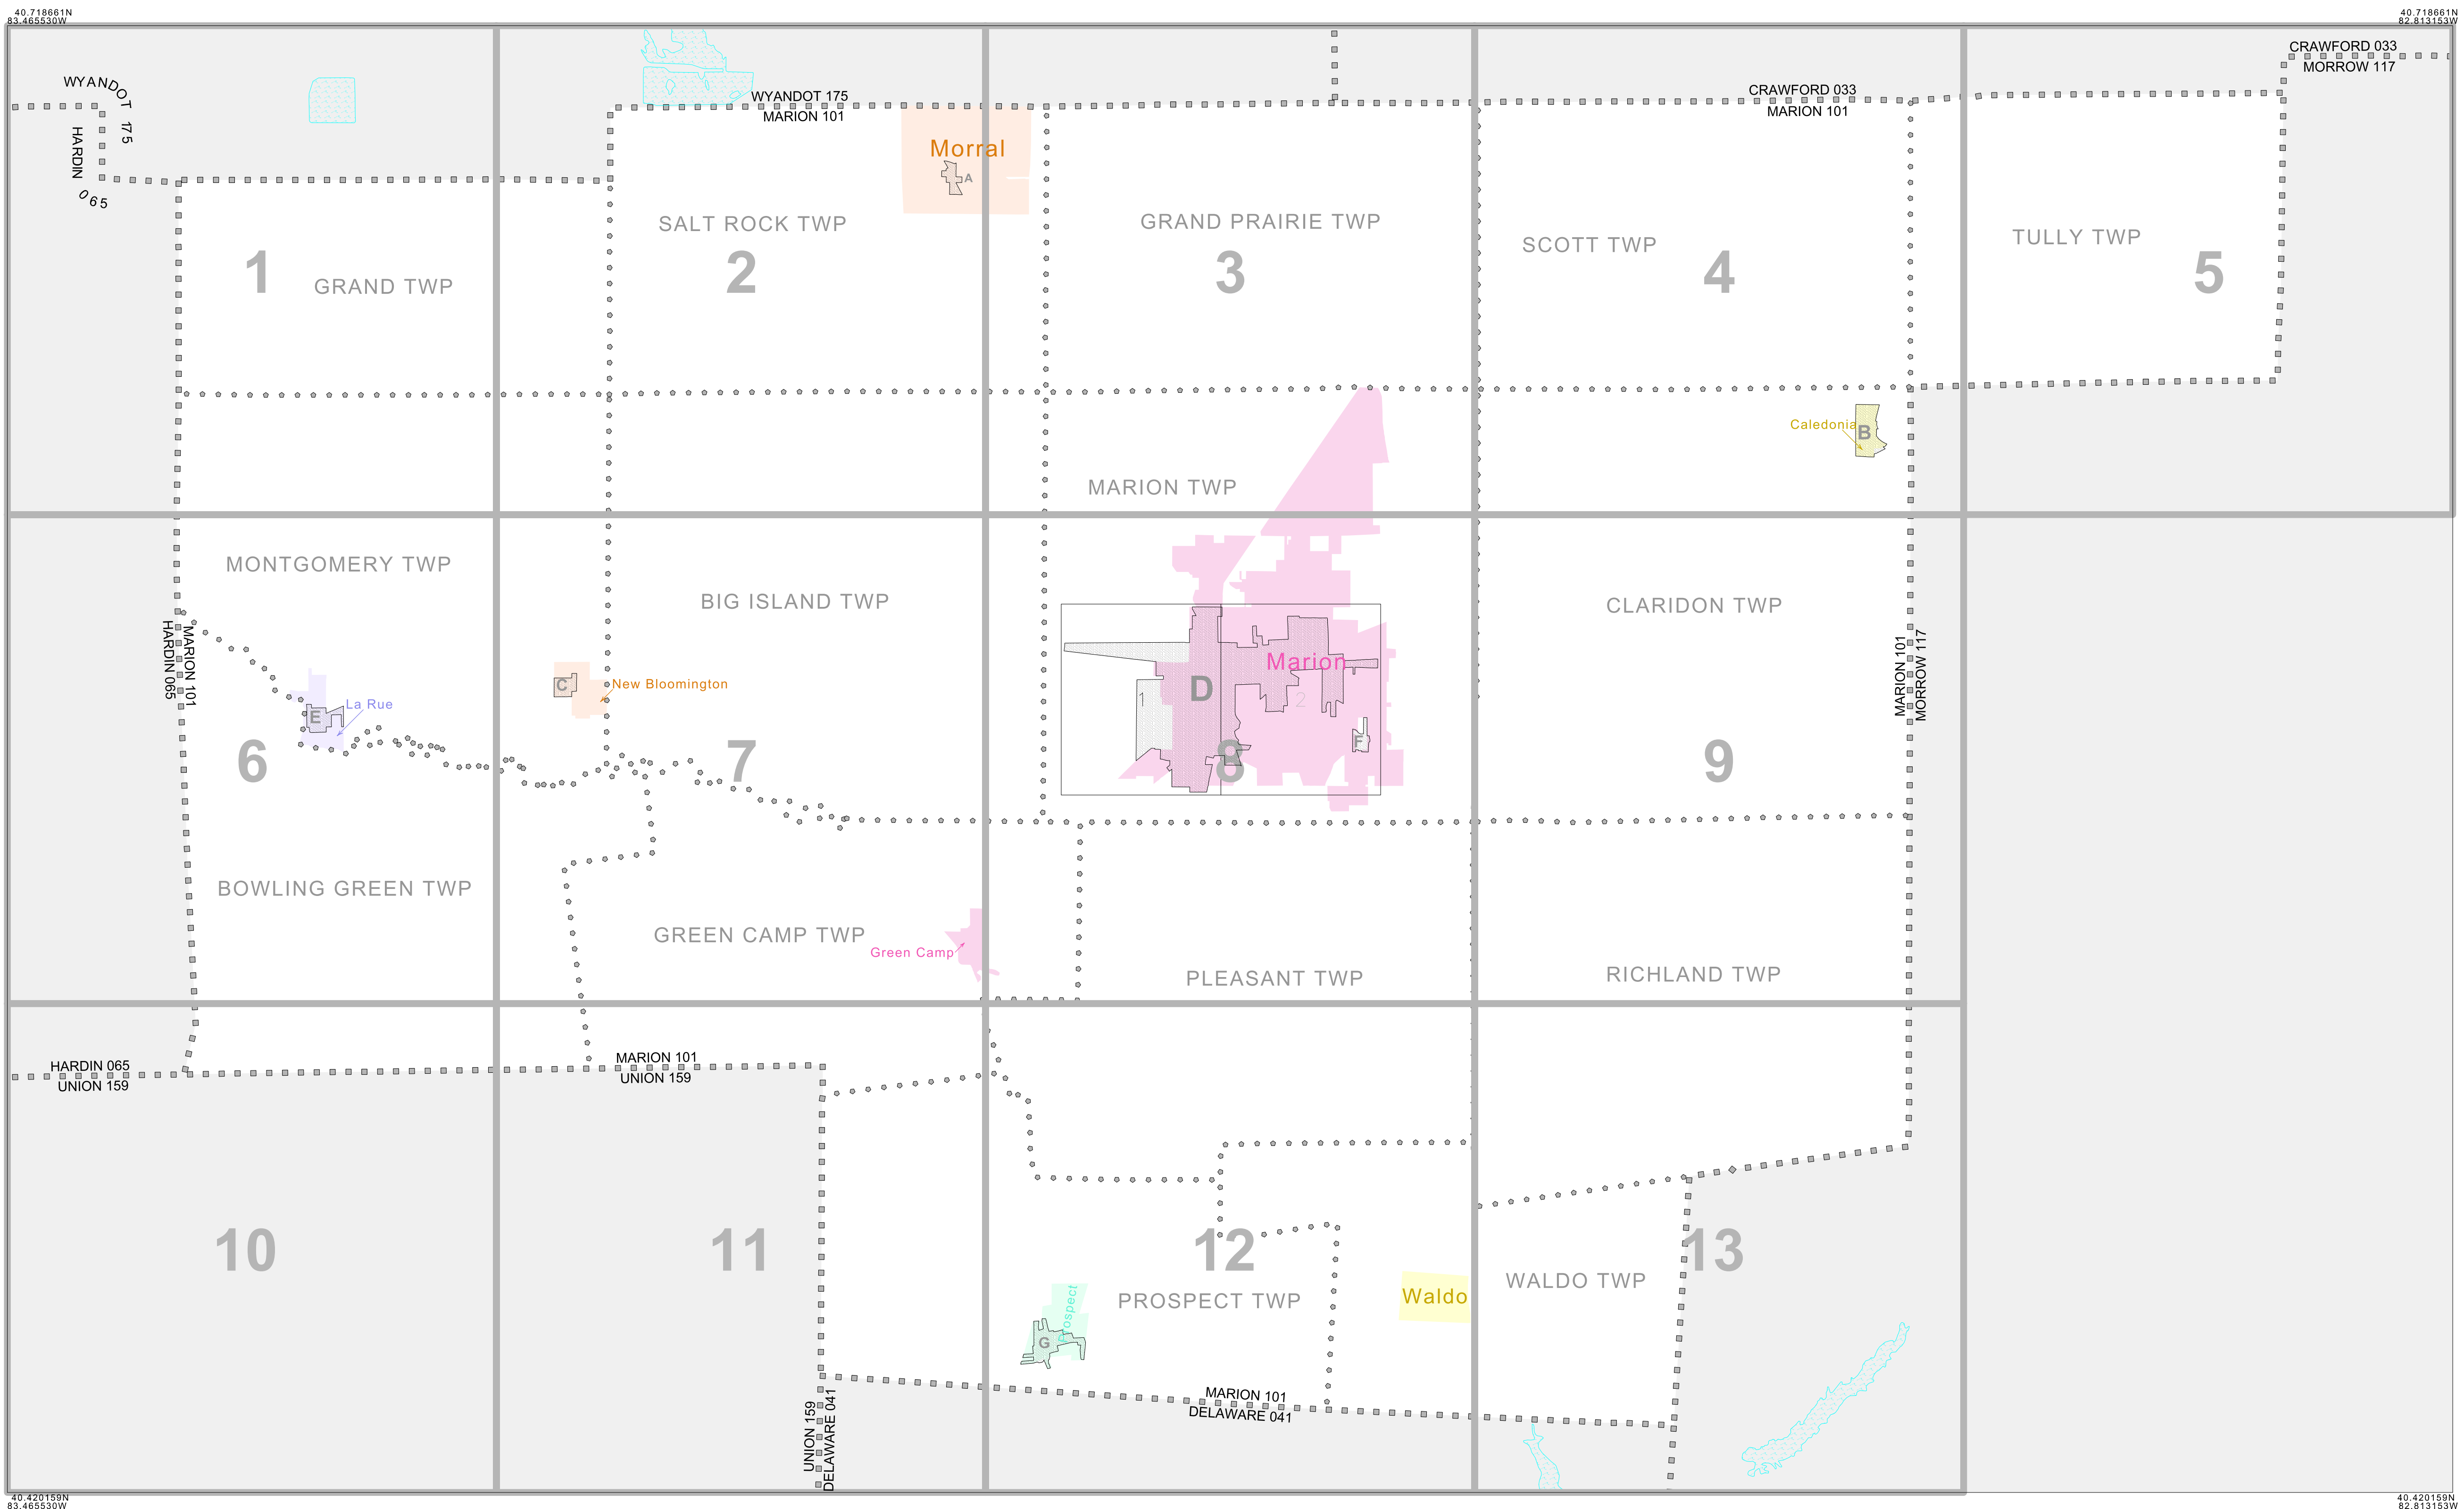 40.718661N
83.465530W
40.718661N
82.813153W
CRAWFORD 033
MORROW 117
WYANDOT 175
HARDIN 065
WYANDOT 175
MARION 101
CRAWFORD 033
MARION 101
Morral
A
SALT ROCK TWP
GRAND PRAIRIE TWP
SCOTT TWP
TULLY TWP
1
2
3
4
5
GRAND TWP
Caledonia
B
MARION TWP
MONTGOMERY TWP
BIG ISLAND TWP
CLARIDON TWP
HARDIN 065
MARION 101
MARION 101
MORROW 117
Marion
C
New Bloomington
D
1
2
La Rue
E
F
6
7
8
9
BOWLING GREEN TWP
GREEN CAMP TWP
Green Camp
PLEASANT TWP
RICHLAND TWP
HARDIN 065
UNION 159
MARION 101
UNION 159
10
11
12
13
WALDO TWP
Waldo
PROSPECT TWP
Prospect
G
MARION 101
DELAWARE 041
UNION 159
DELAWARE 041
40.420159N
83.465530W
40.420159N
82.813153W